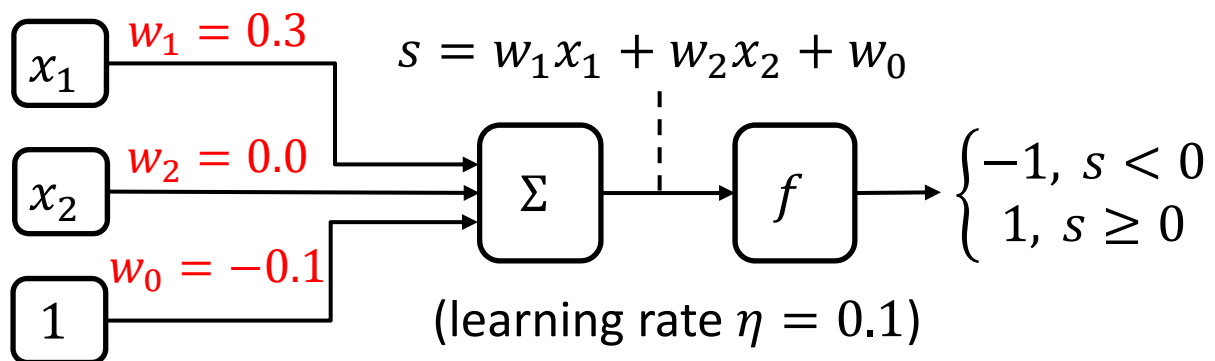 w₁ = 0.3
x₁
s = w₁x₁ + w₂x₂ + w₀
w₂ = 0.0
x₂
Σ
f
−1, s < 0
1, s ≥ 0
w₀ = −0.1
1
(learning rate η = 0.1)